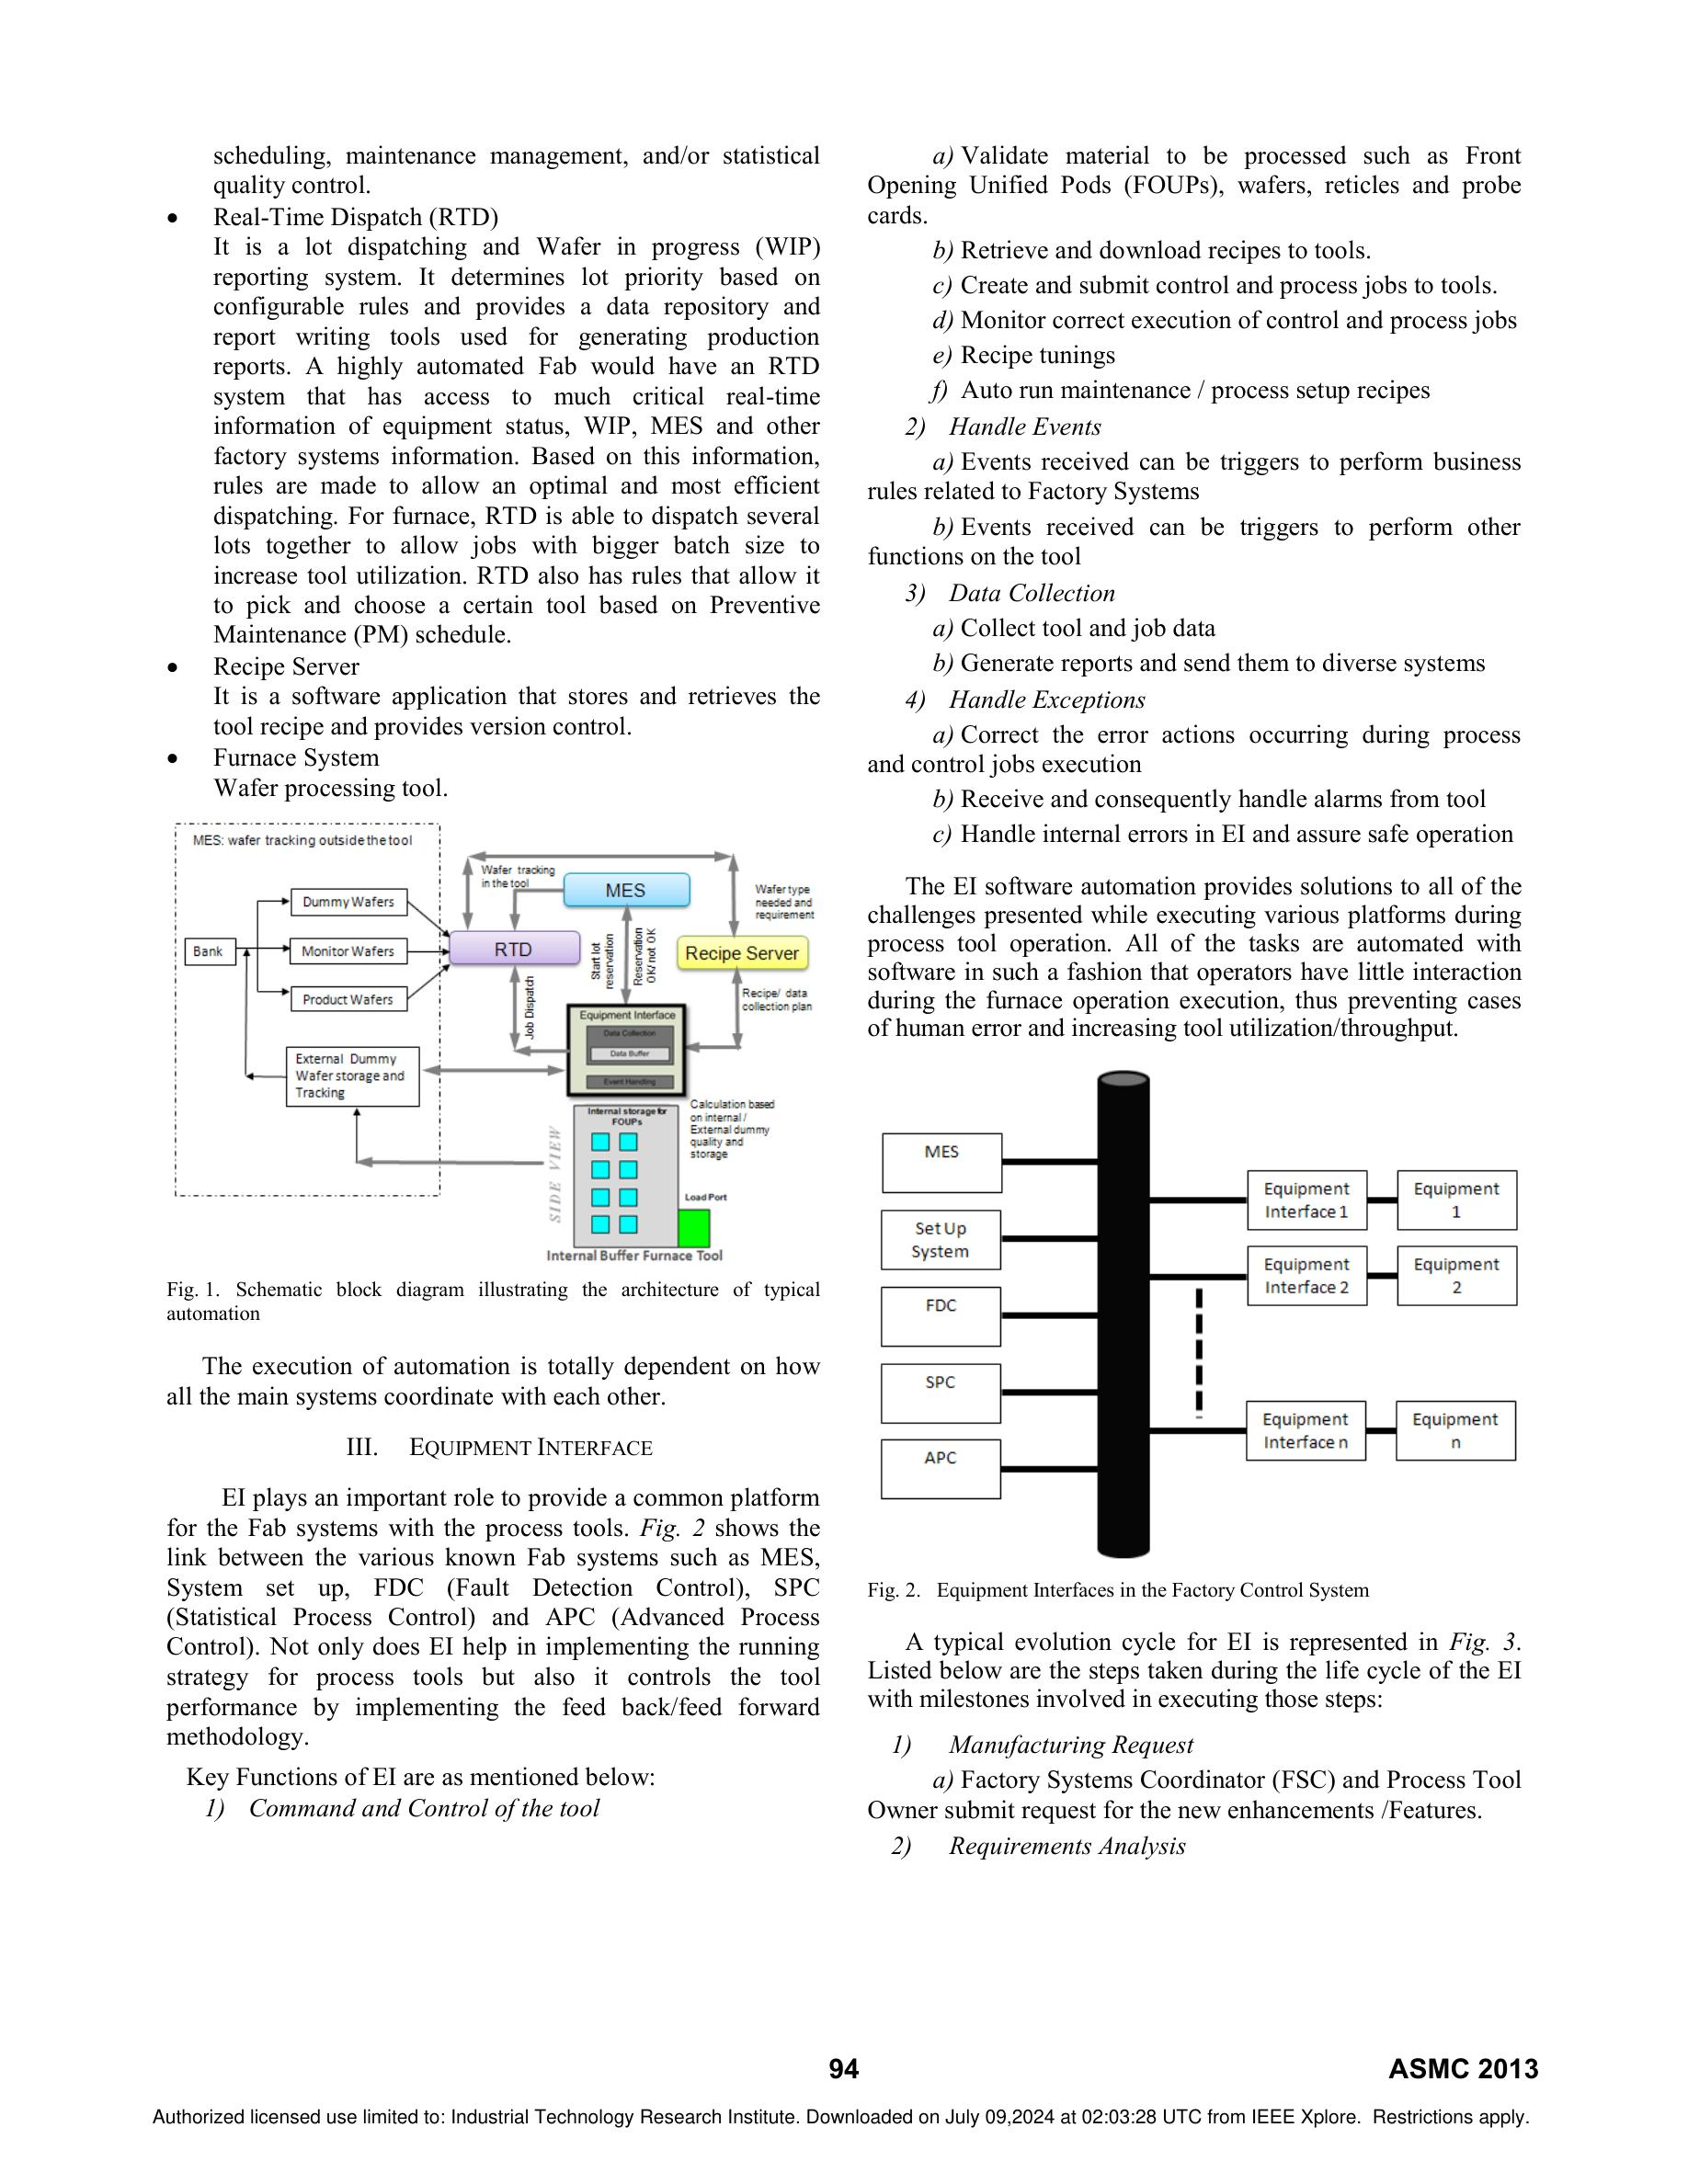 scheduling, maintenance management, and/or statistical
quality control.
• Real-Time Dispatch (RTD)
It is a lot dispatching and Wafer in progress (WIP)
reporting system. It determines lot priority based on
configurable rules and provides a data repository and
report writing tools used for generating production
reports. A highly automated Fab would have an RTD
system that has access to much critical real-time
information of equipment status, WIP, MES and other
factory systems information. Based on this information,
rules are made to allow an optimal and most efficient
dispatching. For furnace, RTD is able to dispatch several
lots together to allow jobs with bigger batch size to
increase tool utilization. RTD also has rules that allow it
to pick and choose a certain tool based on Preventive
Maintenance (PM) schedule.
• Recipe Server
It is a software application that stores and retrieves the
tool recipe and provides version control.
• Furnace System
Wafer processing tool.
MES: wafer tracking outside the tool
Bank
Dummy Wafers
Monitor Wafers
Product Wafers
External Dummy
Wafer storage and
Tracking
Wafer tracking
in the tool
MES
RTD
Recipe Server
Wafer type
needed and
requirement
Start lot
reservation
Reservation
OK/ not OK
Job Dispatch
Recipe/ data
collection plan
Equipment Interface
Data Collection
Data Buffer
Event Handling
Internal storage for
FOUPs
Calculation based
on internal /
External dummy
quality and
storage
SIDE VIEW
Load Port
Internal Buffer Furnace Tool
Fig. 1. Schematic block diagram illustrating the architecture of typical
automation
The execution of automation is totally dependent on how
all the main systems coordinate with each other.
III. EQUIPMENT INTERFACE
EI plays an important role to provide a common platform
for the Fab systems with the process tools. Fig. 2 shows the
link between the various known Fab systems such as MES,
System set up, FDC (Fault Detection Control), SPC
(Statistical Process Control) and APC (Advanced Process
Control). Not only does EI help in implementing the running
strategy for process tools but also it controls the tool
performance by implementing the feed back/feed forward
methodology.
Key Functions of EI are as mentioned below:
1) Command and Control of the tool
a) Validate material to be processed such as Front
Opening Unified Pods (FOUPs), wafers, reticles and probe
cards.
b) Retrieve and download recipes to tools.
c) Create and submit control and process jobs to tools.
d) Monitor correct execution of control and process jobs
e) Recipe tunings
f) Auto run maintenance / process setup recipes
2) Handle Events
a) Events received can be triggers to perform business
rules related to Factory Systems
b) Events received can be triggers to perform other
functions on the tool
3) Data Collection
a) Collect tool and job data
b) Generate reports and send them to diverse systems
4) Handle Exceptions
a) Correct the error actions occurring during process
and control jobs execution
b) Receive and consequently handle alarms from tool
c) Handle internal errors in EI and assure safe operation
The EI software automation provides solutions to all of the
challenges presented while executing various platforms during
process tool operation. All of the tasks are automated with
software in such a fashion that operators have little interaction
during the furnace operation execution, thus preventing cases
of human error and increasing tool utilization/throughput.
MES
Set Up
System
FDC
SPC
APC
Equipment
Interface 1
Equipment
1
Equipment
Interface 2
Equipment
2
Equipment
Interface n
Equipment
n
Fig. 2. Equipment Interfaces in the Factory Control System
A typical evolution cycle for EI is represented in Fig. 3.
Listed below are the steps taken during the life cycle of the EI
with milestones involved in executing those steps:
1) Manufacturing Request
a) Factory Systems Coordinator (FSC) and Process Tool
Owner submit request for the new enhancements /Features.
2) Requirements Analysis
94
ASMC 2013
Authorized licensed use limited to: Industrial Technology Research Institute. Downloaded on July 09,2024 at 02:03:28 UTC from IEEE Xplore. Restrictions apply.